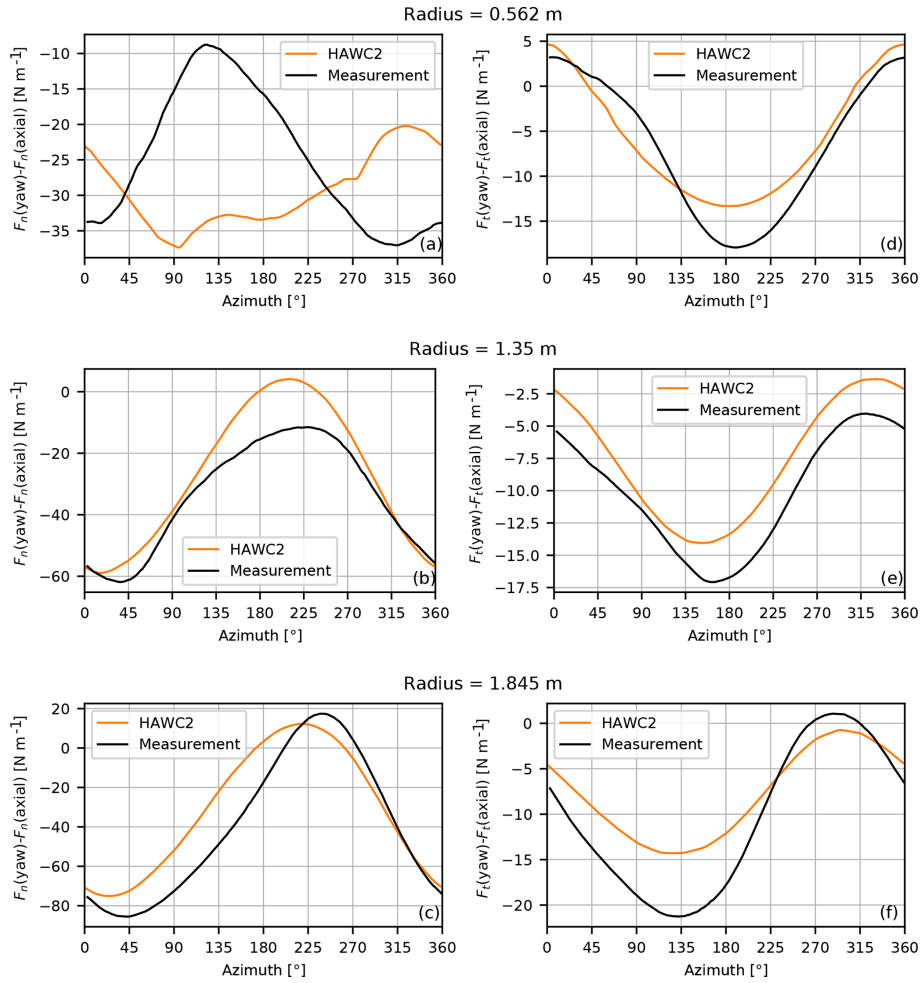 Radius = 0.562 m
Fₙ(yaw)-Fₙ(axial) [N m⁻¹]
−10
−15
−20
−25
−30
−35
HAWC2
Measurement
(a)
0 45 90 135 180 225 270 315 360
Azimuth [°]
Fₜ(yaw)-Fₜ(axial) [N m⁻¹]
5
0
−5
−10
−15
HAWC2
Measurement
(d)
0 45 90 135 180 225 270 315 360
Azimuth [°]
Radius = 1.35 m
Fₙ(yaw)-Fₙ(axial) [N m⁻¹]
0
−20
−40
−60
HAWC2
Measurement
(b)
0 45 90 135 180 225 270 315 360
Azimuth [°]
Fₜ(yaw)-Fₜ(axial) [N m⁻¹]
−2.5
−5.0
−7.5
−10.0
−12.5
−15.0
−17.5
HAWC2
Measurement
(e)
0 45 90 135 180 225 270 315 360
Azimuth [°]
Radius = 1.845 m
Fₙ(yaw)-Fₙ(axial) [N m⁻¹]
20
0
−20
−40
−60
−80
HAWC2
Measurement
(c)
0 45 90 135 180 225 270 315 360
Azimuth [°]
Fₜ(yaw)-Fₜ(axial) [N m⁻¹]
0
−5
−10
−15
−20
HAWC2
Measurement
(f)
0 45 90 135 180 225 270 315 360
Azimuth [°]